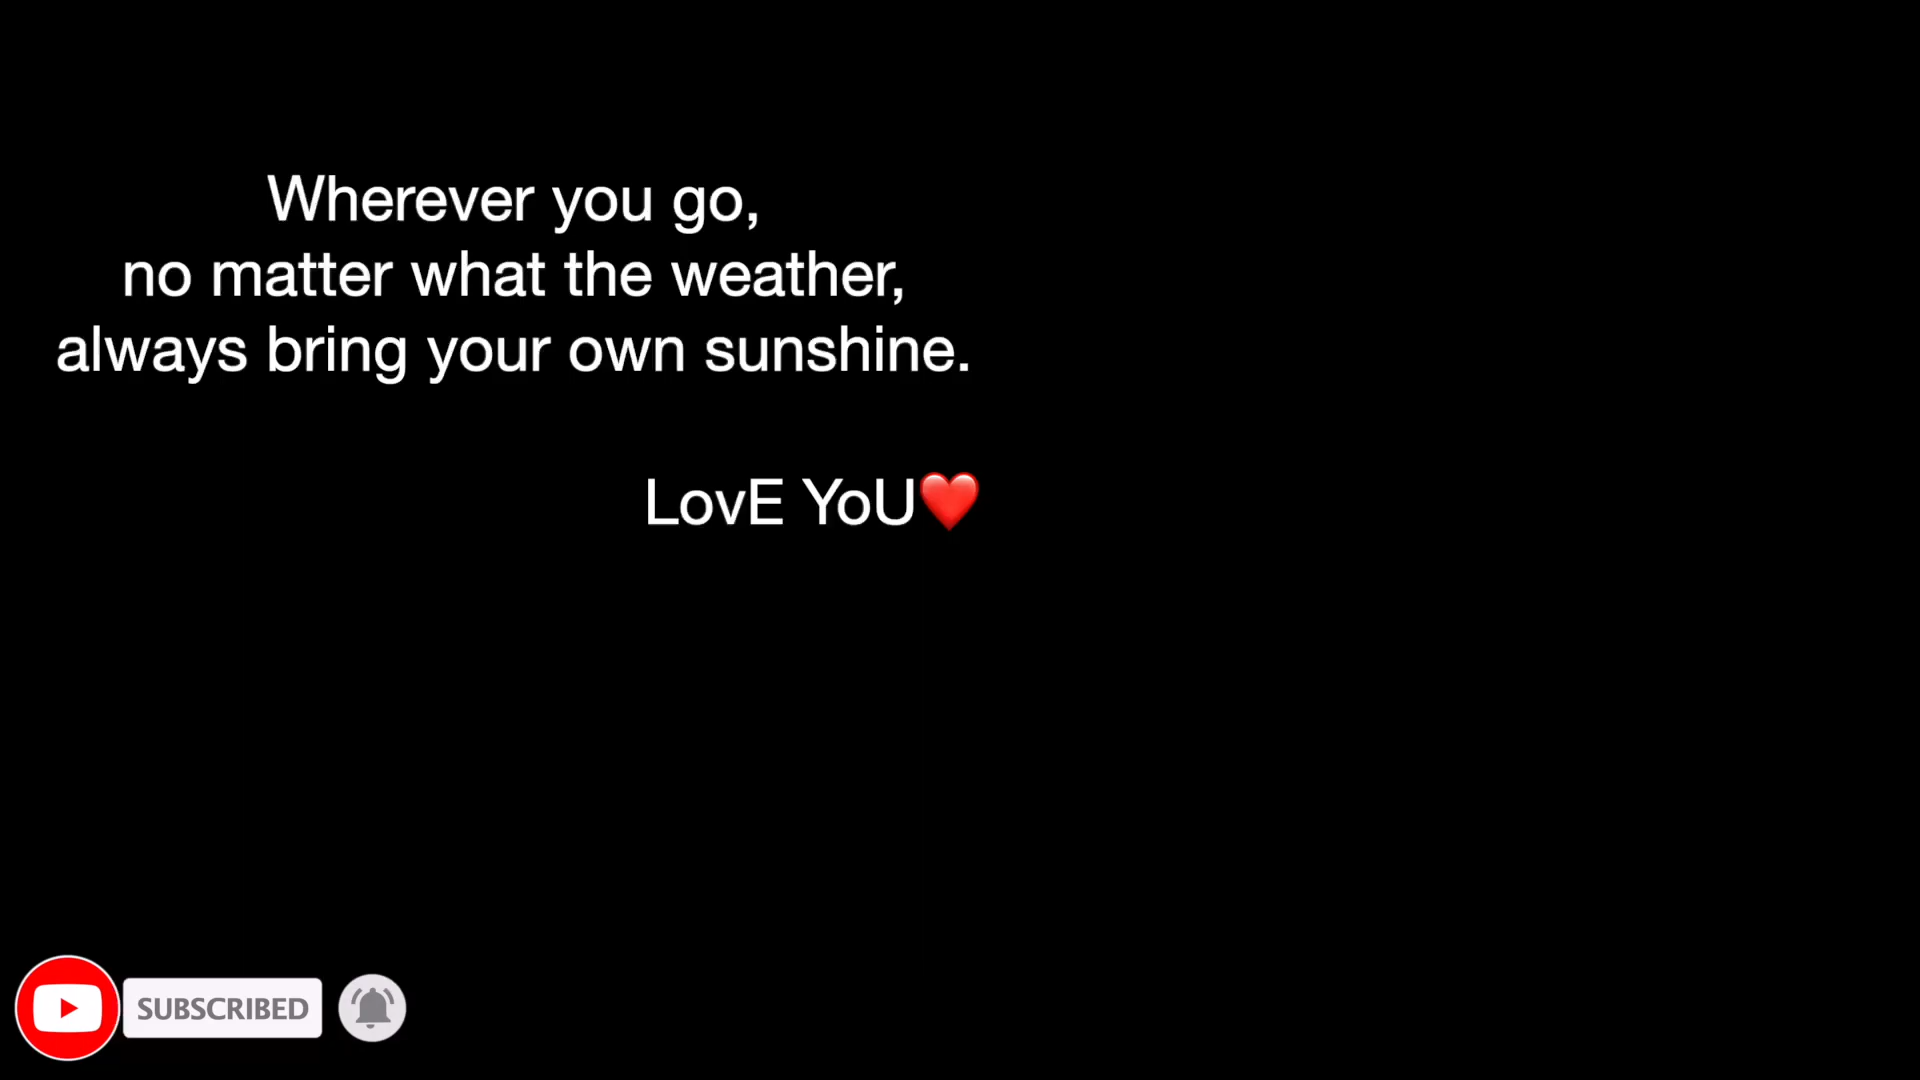 Wherever you go,
no matter what the weather,
always bring your own sunshine.
LovE YoU❤️
SUBSCRIBED